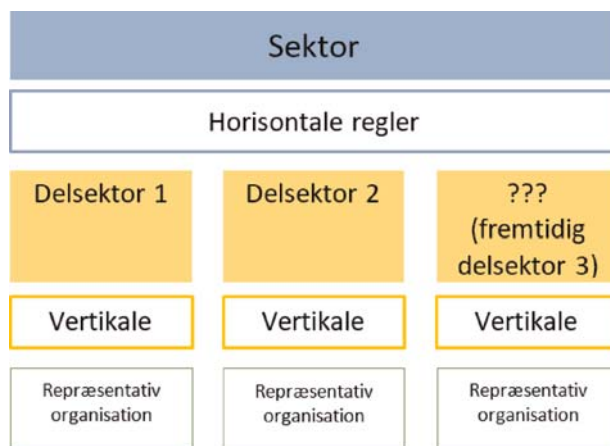 Sektor
Horisontale regler
Delsektor 1
Delsektor 2
???
(fremtidig
delsektor 3)
Vertikale
Vertikale
Vertikale
Repræsentativ
organisation
Repræsentativ
organisation
Repræsentativ
organisation